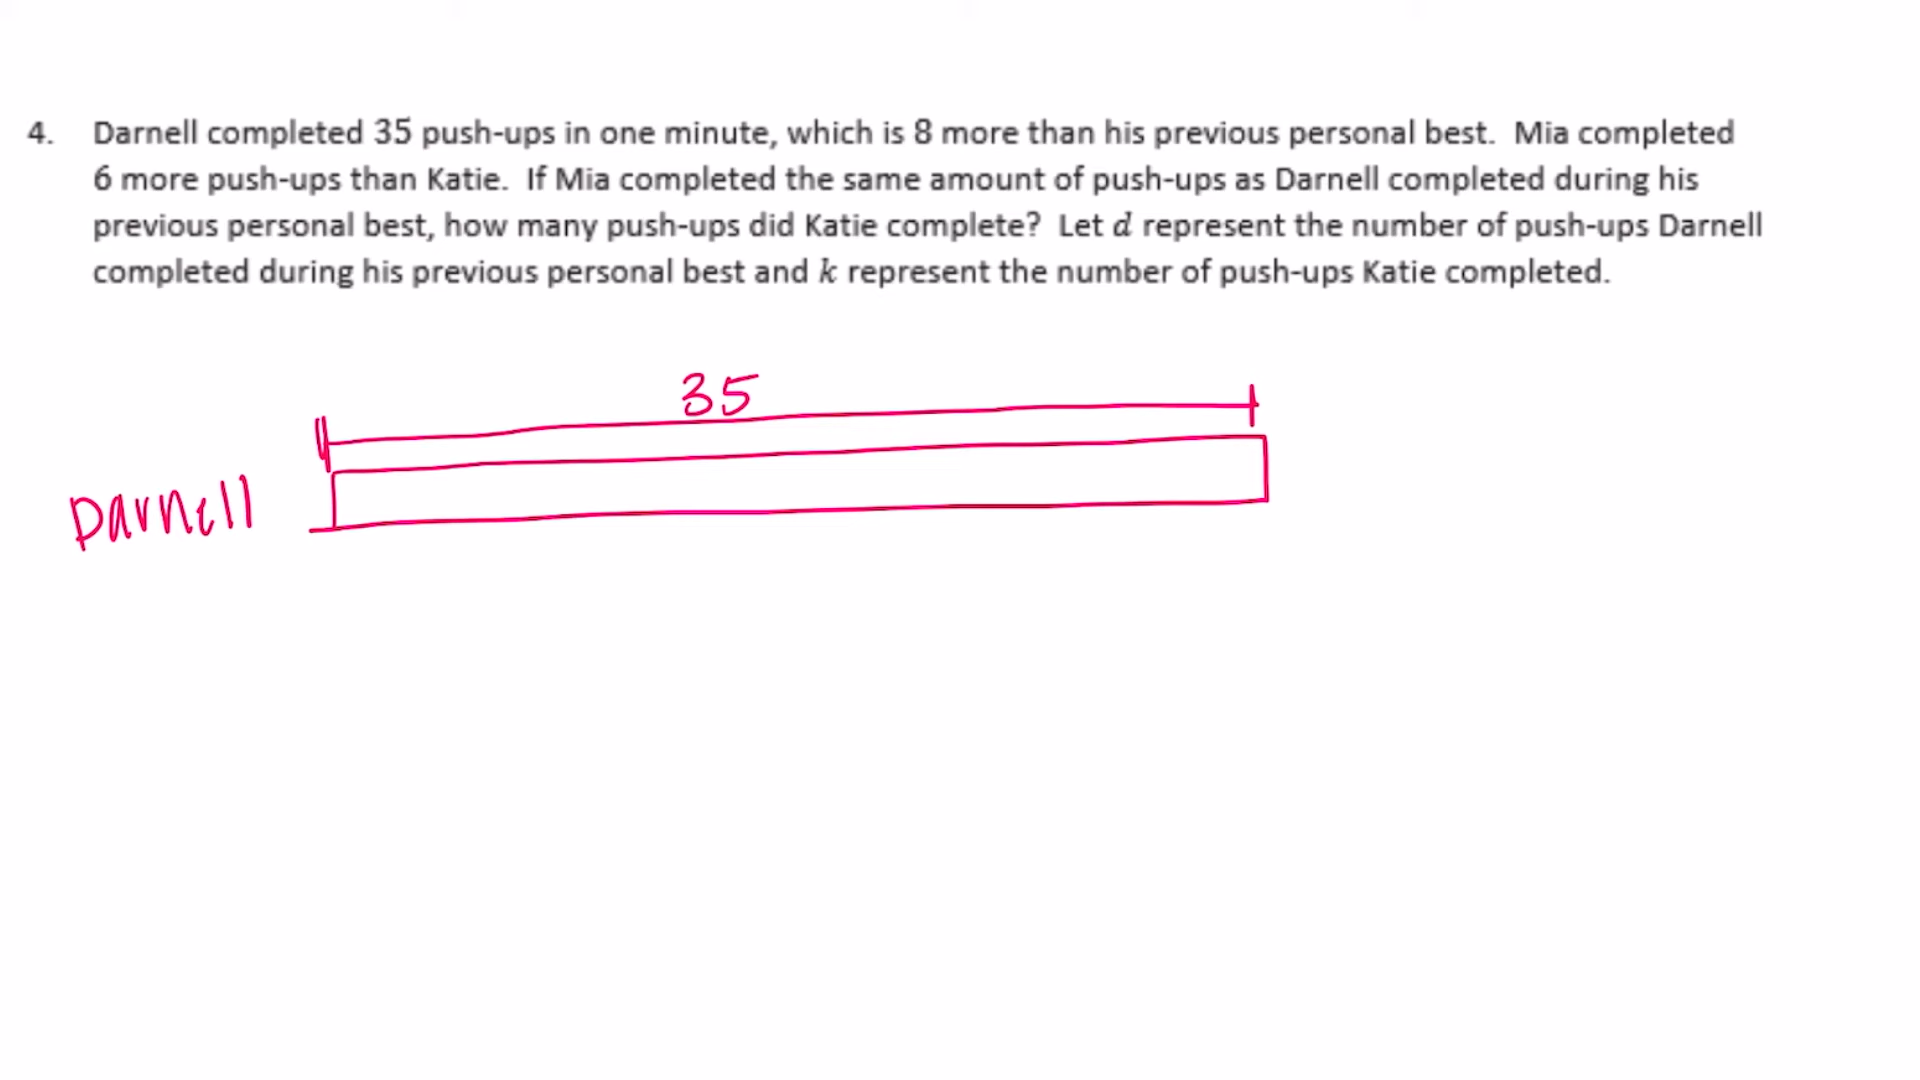 4. Darnell completed 35 push-ups in one minute, which is 8 more than his previous personal best. Mia completed
6 more push-ups than Katie. If Mia completed the same amount of push-ups as Darnell completed during his
previous personal best, how many push-ups did Katie complete? Let d represent the number of push-ups Darnell
completed during his previous personal best and k represent the number of push-ups Katie completed.
35
Darnell